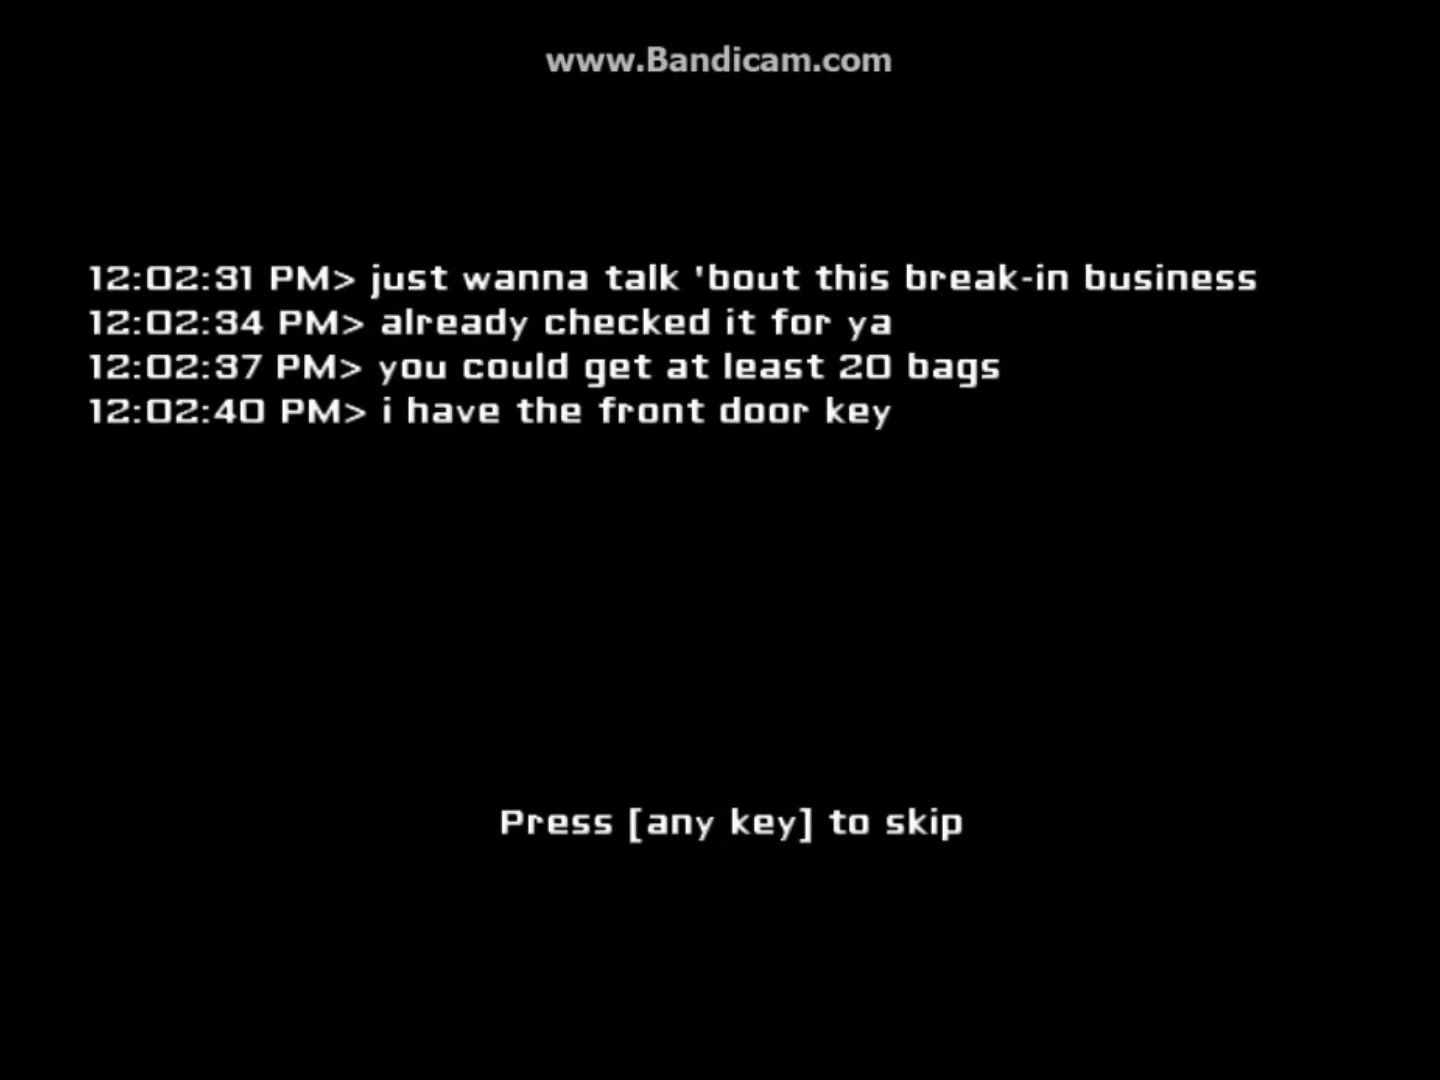 www.Bandicam.com
12:02:31 PM> just wanna talk 'bout this break-in business
12:02:34 PM> already checked it for ya
12:02:37 PM> you could get at least 20 bags
12:02:40 PM> i have the front door key
Press [any key] to skip